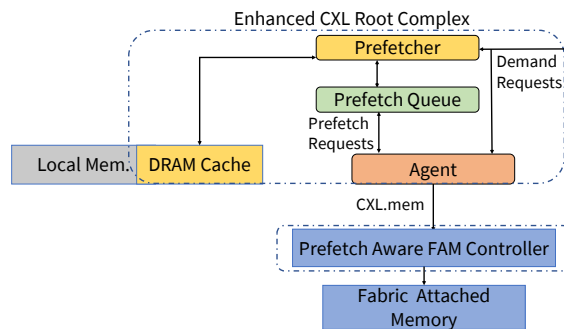 Enhanced CXL Root Complex
Prefetcher
Demand
Requests
Prefetch Queue
Prefetch
Requests
Local Mem.
DRAM Cache
Agent
CXL.mem
Prefetch Aware FAM Controller
Fabric Attached
Memory